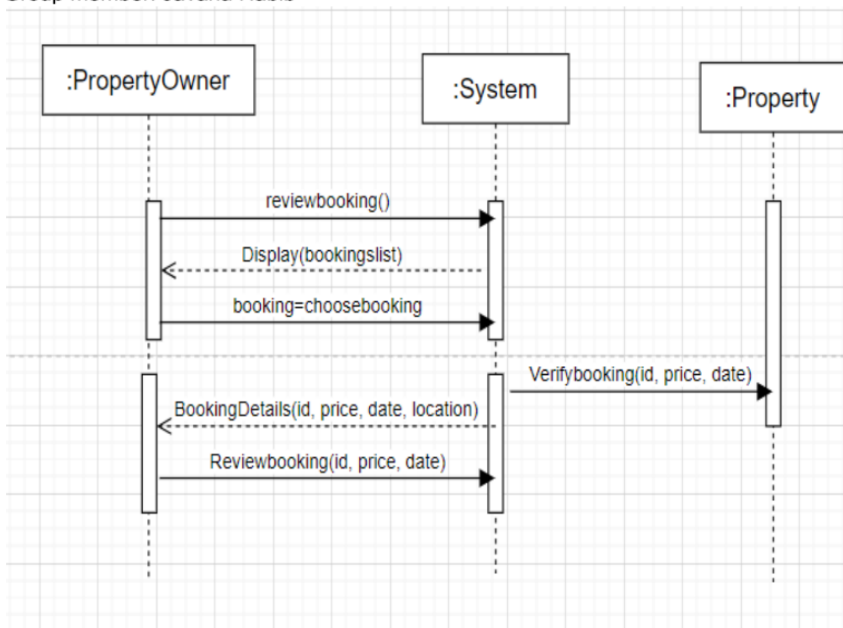 :PropertyOwner
:System
:Property
reviewbooking()
Display(bookingslist)
booking=choosebooking
Verifybooking(id, price, date)
BookingDetails(id, price, date, location)
Reviewbooking(id, price, date)